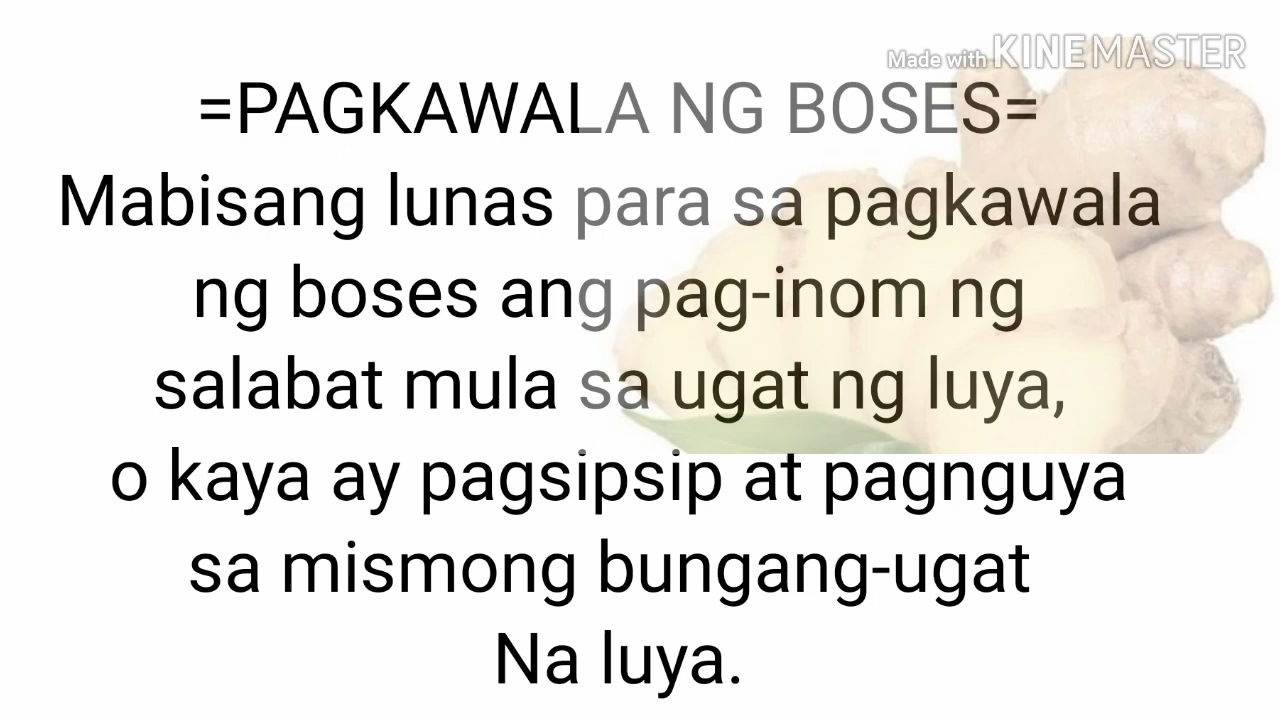 Made with KINEMASTER
=PAGKAWALA NG BOSES=
Mabisang lunas para sa pagkawala
ng boses ang pag-inom ng
salabat mula sa ugat ng luya,
o kaya ay pagsipsip at pagnguya
sa mismong bungang-ugat
Na luya.